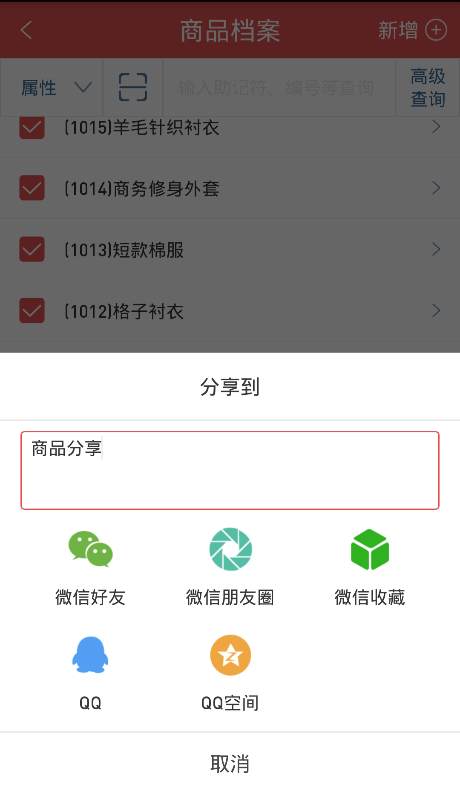 商品档案
新增
属性
输入助记符、编号等查询
高级
查询
(1015)羊毛针织衬衣
(1014)商务修身外套
(1013)短款棉服
(1012)格子衬衣
分享到
商品分享
微信好友
微信朋友圈
微信收藏
QQ
QQ空间
取消